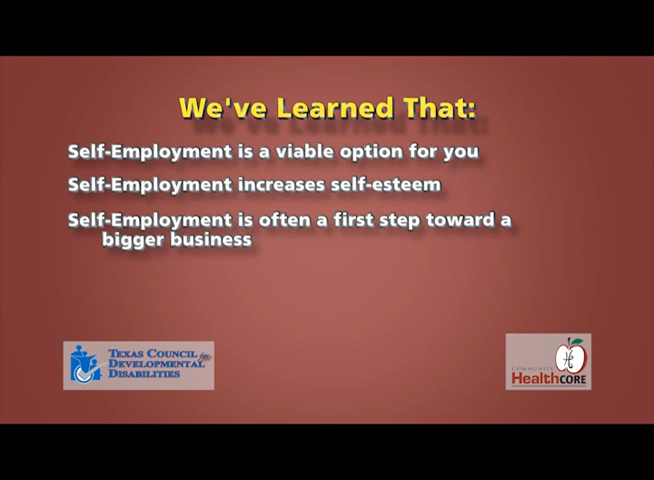 We've Learned That:
Self-Employment is a viable option for you
Self-Employment increases self-esteem
Self-Employment is often a first step toward a
bigger business
TEXAS COUNCIL for
DEVELOPMENTAL
DISABILITIES
COMMUNITY
HealthCORE